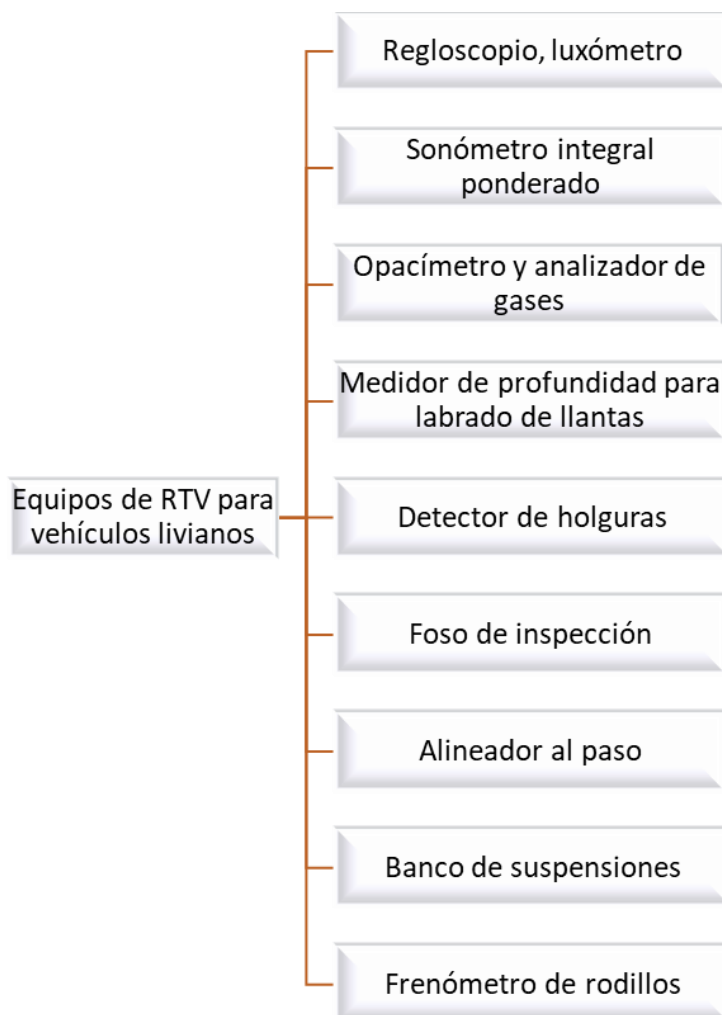 Regloscopio, luxómetro
Sonómetro integral
ponderado
Opacímetro y analizador de
gases
Medidor de profundidad para
labrado de llantas
Equipos de RTV para
vehículos livianos
Detector de holguras
Foso de inspección
Alineador al paso
Banco de suspensiones
Frenómetro de rodillos